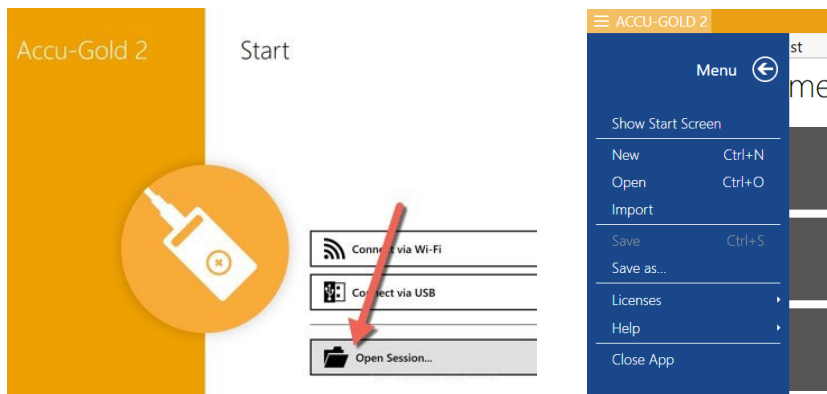 Accu-Gold 2
Start
Connect via Wi-Fi
Connect via USB
Open Session...
ACCU-GOLD 2
st
Menu
me
Show Start Screen
New Ctrl+N
Open Ctrl+O
Import
Save Ctrl+S
Save as...
Licenses
Help
Close App